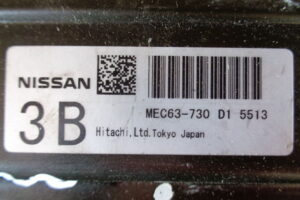 NISSAN
3B
MEC63-730 D1 5513
Hitachi,Ltd.Tokyo Japan